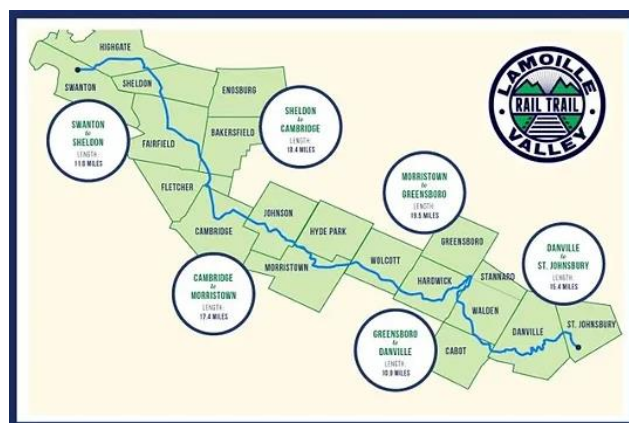 HIGHGATE
SWANTON
SHELDON
ENOSBURG
FAIRFIELD
BAKERSFIELD
FLETCHER
CAMBRIDGE
JOHNSON
HYDE PARK
MORRISTOWN
WOLCOTT
GREENSBORO
HARDWICK
STANNARD
WALDEN
CABOT
DANVILLE
ST. JOHNSBURY
SWANTON
to
SHELDON
LENGTH:
MILES
SHELDON
to
CAMBRIDGE
LENGTH:
18.4 MILES
CAMBRIDGE
to
MORRISTOWN
LENGTH:
17.4 MILES
MORRISTOWN
to
GREENSBORO
LENGTH:
19.5 MILES
GREENSBORO
to
DANVILLE
LENGTH:
10.9 MILES
DANVILLE
to
ST. JOHNSBURY
LENGTH:
15.4 MILES
LAMOILLE
RAIL TRAIL
VALLEY